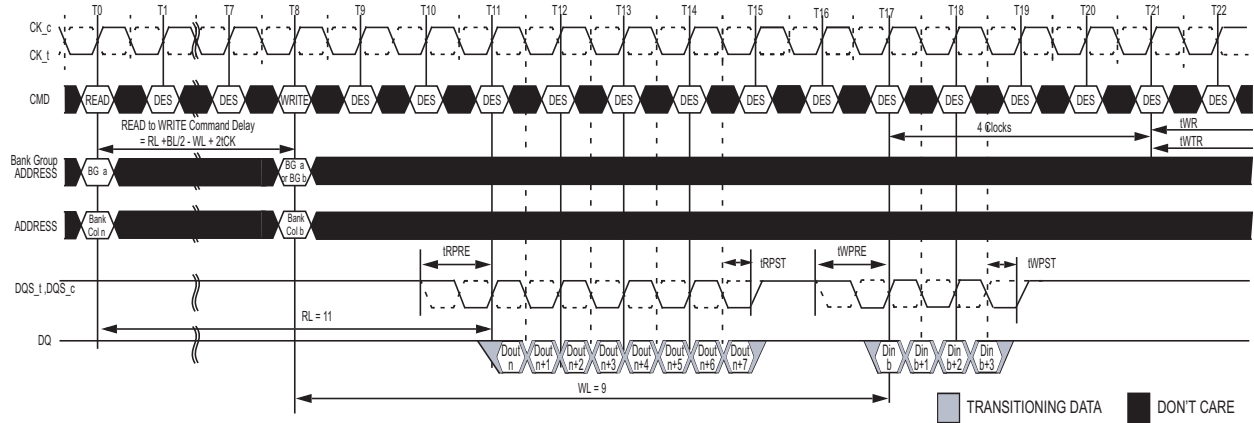 T0 T1 T7 T8 T9 T10 T11 T12 T13 T14 T15 T16 T17 T18 T19 T20 T21 T22
CK_c
CK_t
CMD READ DES DES WRITE DES DES DES DES DES DES DES DES DES DES DES DES DES DES
READ to WRITE Command Delay
= RL +BL/2 - WL + 2tCK
4 Clocks
tWR
tWTR
Bank Group
ADDRESS
BG a
BG a
or BG b
ADDRESS
Bank
Col n
Bank
Col b
tRPRE
tRPST
tWPRE
tWPST
DQS_t ,DQS_c
RL = 11
DQ
Dout
n
Dout
n+1
Dout
n+2
Dout
n+3
Dout
n+4
Dout
n+5
Dout
n+6
Dout
n+7
Din
b
Din
b+1
Din
b+2
Din
b+3
WL = 9
TRANSITIONING DATA
DON'T CARE